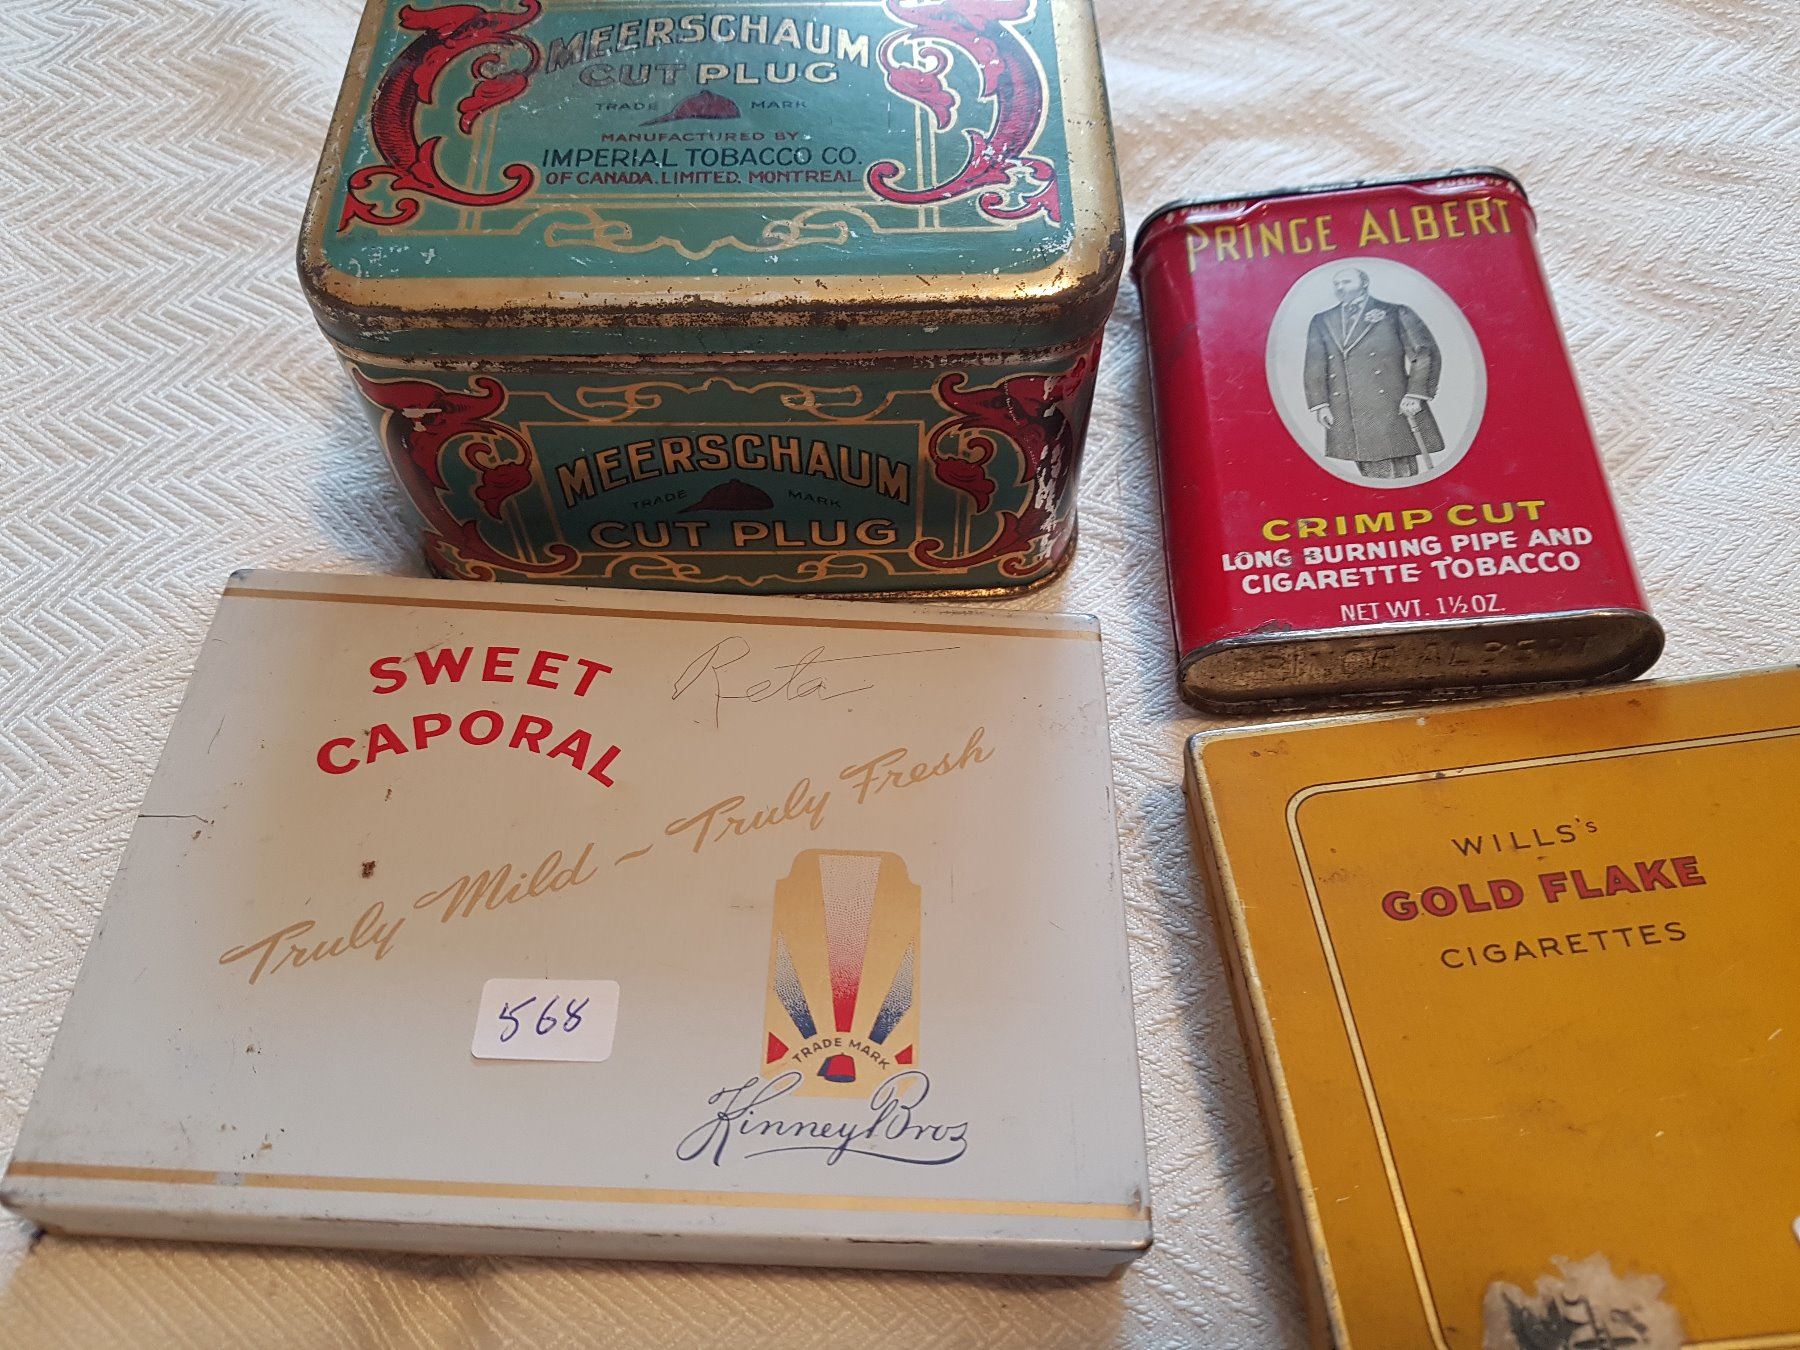 MEERSCHAUM
CUT PLUG
TRADE MARK
MANUFACTURED BY
IMPERIAL TOBACCO CO.
OF CANADA. LIMITED. MONTREAL
MEERSCHAUM
TRADE MARK
CUT PLUG
PRINCE ALBERT
CRIMP CUT
LONG BURNING PIPE AND
CIGARETTE TOBACCO
NET WT. 1½ OZ.
PRINCE ALBERT
SWEET
CAPORAL
Reta
Truly Mild ~ Truly Fresh
568
TRADE MARK
Kinney Bros
WILLS's
GOLD FLAKE
CIGARETTES